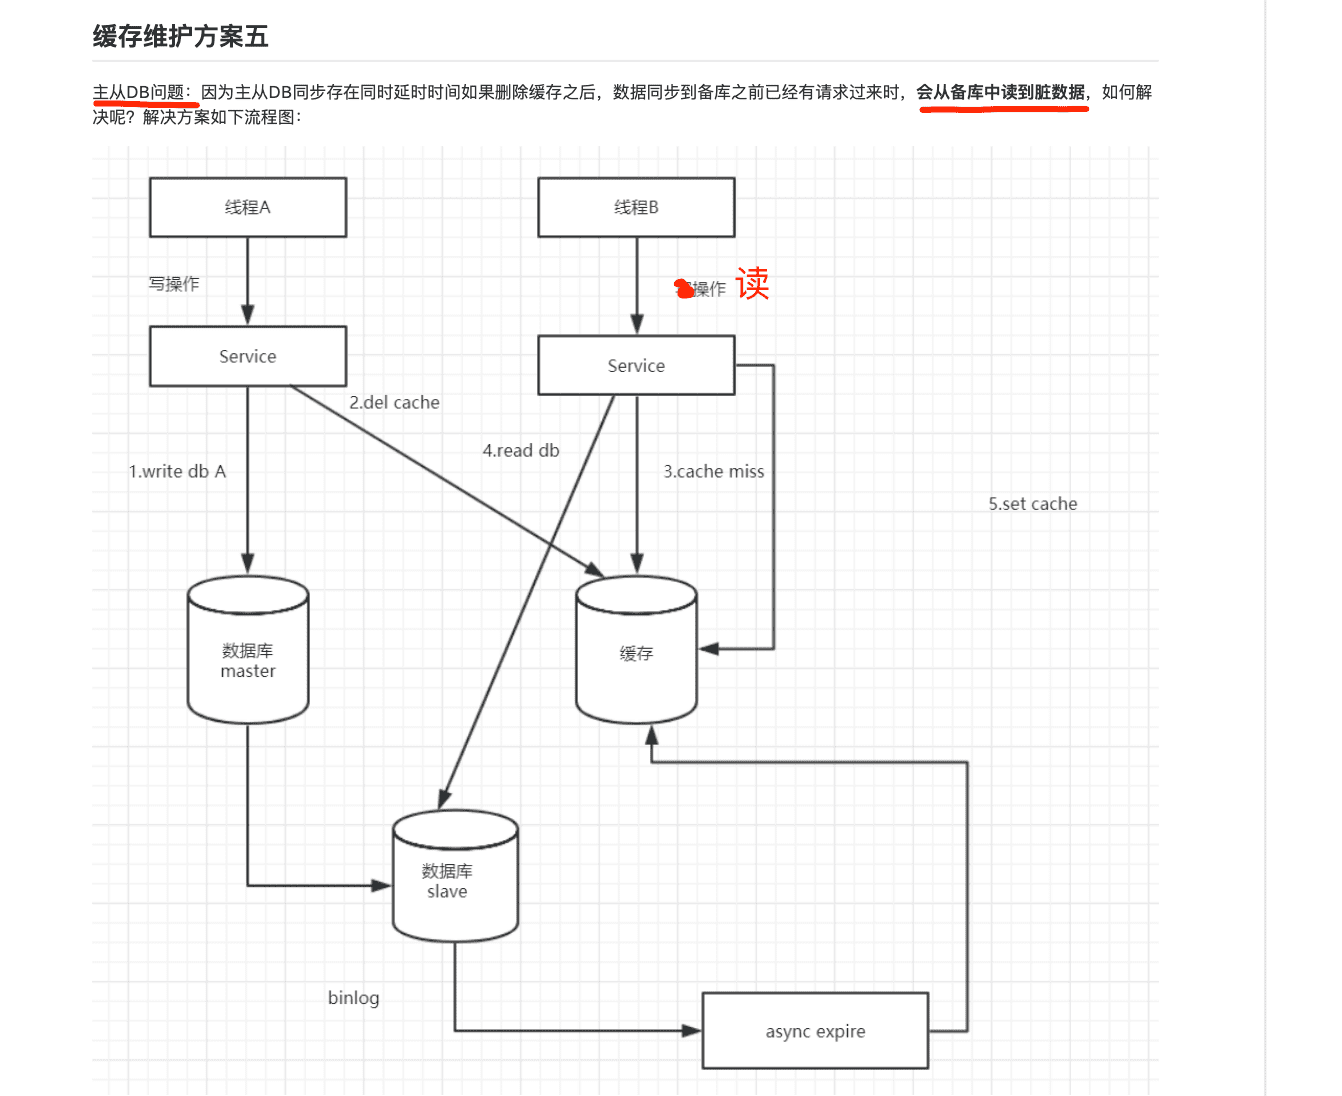 缓存维护方案五
主从DB问题：因为主从DB同步存在同时延时时间如果删除缓存之后，数据同步到备库之前已经有请求过来时，会从备库中读到脏数据，如何解
决呢？解决方案如下流程图：
线程A
线程B
写操作
操作 读
Service
Service
2.del cache
4.read db
1.write db A
3.cache miss
5.set cache
数据库
master
缓存
数据库
slave
binlog
async expire